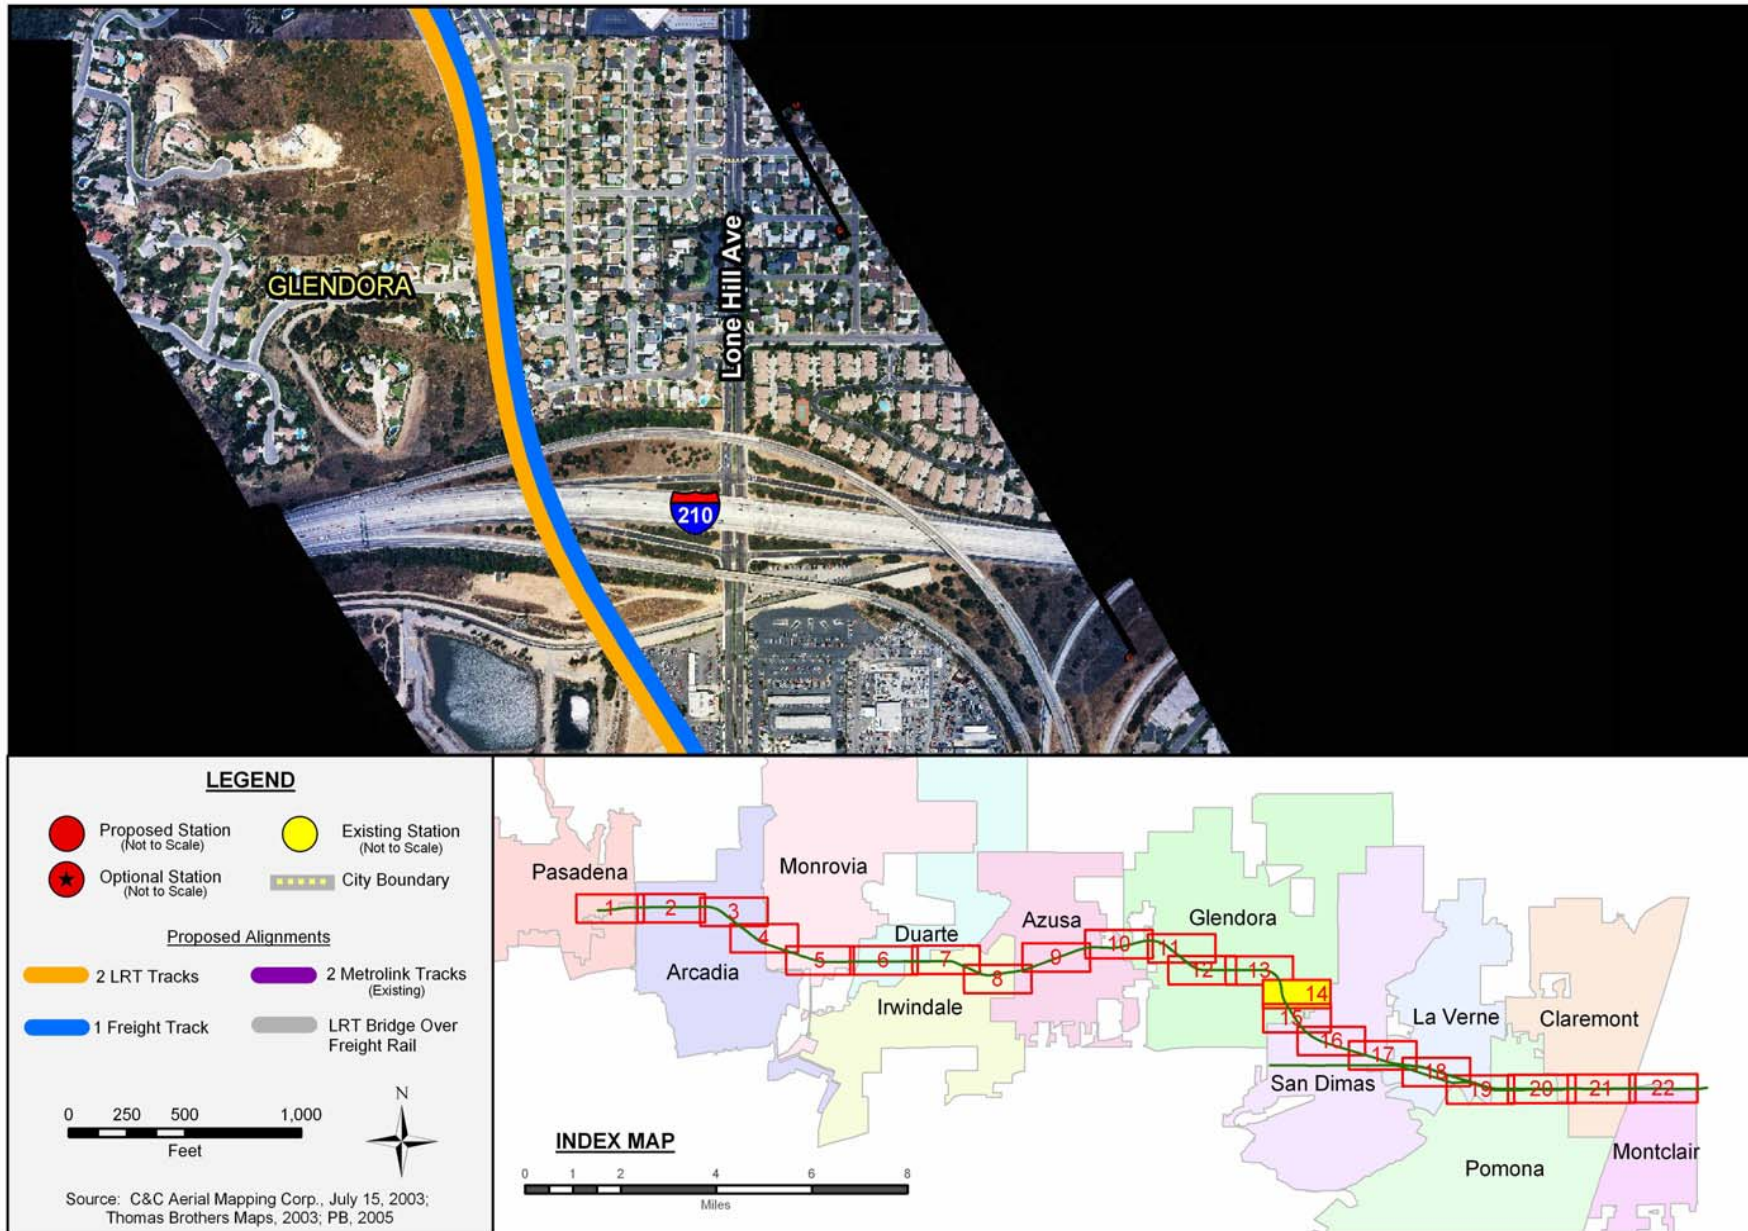 GLENDORA
Lone Hill Ave
210
LEGEND
Proposed Station
(Not to Scale)
Existing Station
(Not to Scale)
Optional Station
(Not to Scale)
City Boundary
Proposed Alignments
2 LRT Tracks
2 Metrolink Tracks
(Existing)
1 Freight Track
LRT Bridge Over
Freight Rail
N
0 250 500 1,000
Feet
Source: C&C Aerial Mapping Corp., July 15, 2003;
Thomas Brothers Maps, 2003; PB, 2005
Pasadena
Monrovia
Arcadia
Duarte
Irwindale
Azusa
Glendora
San Dimas
La Verne
Claremont
Pomona
Montclair
1
2
3
4
5
6
7
8
9
10
11
12
13
14
15
16
17
18
19
20
21
22
INDEX MAP
0 1 2 4 6 8
Miles